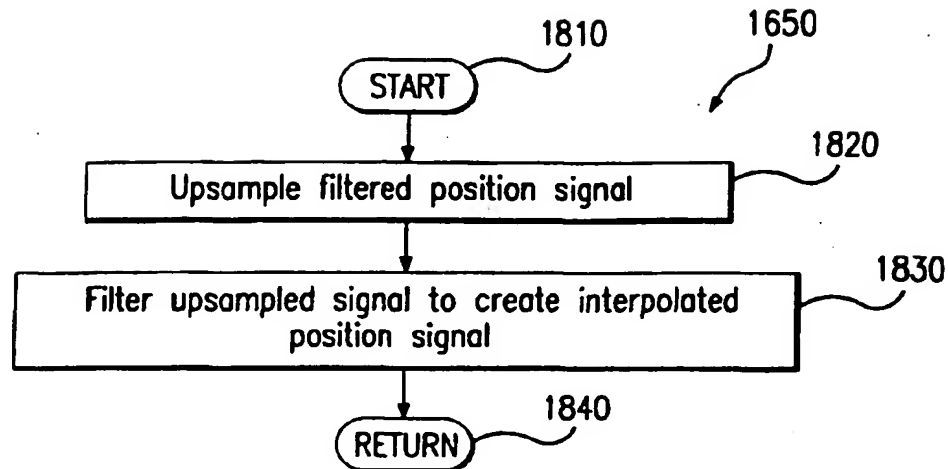 1810
1650
START
1820
Upsample filtered position signal
1830
Filter upsampled signal to create interpolated
position signal
1840
RETURN